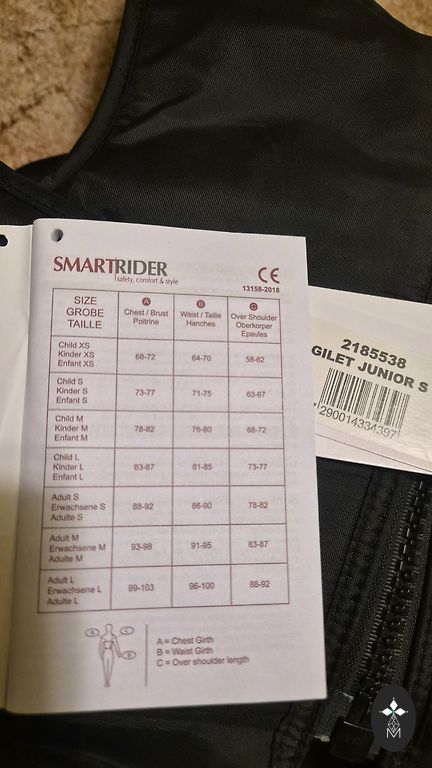 SMARTRIDER
safety, comfort & style
CE
13158-2018
SIZE
GROBE
TAILLE
A
Chest / Brust
Poitrine
B
Waist / Taille
Hanches
C
Over Shoulder
Oberkorper
Epaules
Child XS
Kinder XS
Enfant XS
68-72
64-70
58-62
Child S
Kinder S
Enfant S
73-77
71-75
63-67
Child M
Kinder M
Enfant M
78-82
76-80
68-72
Child L
Kinder L
Enfant L
83-87
81-85
73-77
Adult S
Erwachsene S
Adulte S
88-92
86-90
78-82
Adult M
Erwachsene M
Adulte M
93-98
91-95
83-87
Adult L
Erwachsene L
Adulte L
99-103
96-100
88-92
A
C
B
A = Chest Girth
B = Waist Girth
C = Over shoulder length
2185538
GILET JUNIOR S
7290014334397
M